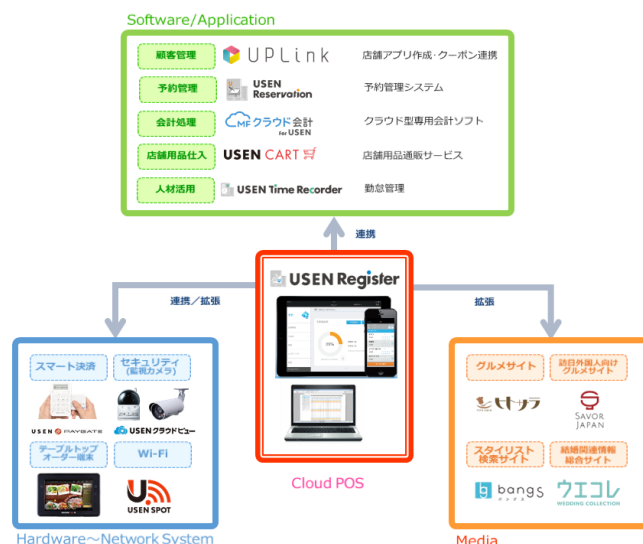 Software/Application
顧客管理 UPLink 店舗アプリ作成・クーポン連携
予約管理 USEN Reservation 予約管理システム
会計処理 MFクラウド会計 for USEN クラウド型専用会計ソフト
店舗用品仕入 USEN CART 店舗用品通販サービス
人材活用 USEN Time Recorder 勤怠管理
連携
USEN Register
連携／拡張
拡張
Cloud POS
スマート決済
セキュリティ
(監視カメラ)
USEN PAYGATE
USENクラウドビュー
テーブルトップ
オーダー端末
Wi-Fi
USEN SPOT
Hardware～Network System
グルメサイト
訪日外国人向け
グルメサイト
ヒトサラ
SAVOR
JAPAN
スタイリスト
検索サイト
結婚関連情報
総合サイト
bangs
ウエコレ
WEDDING COLLECTION
Media